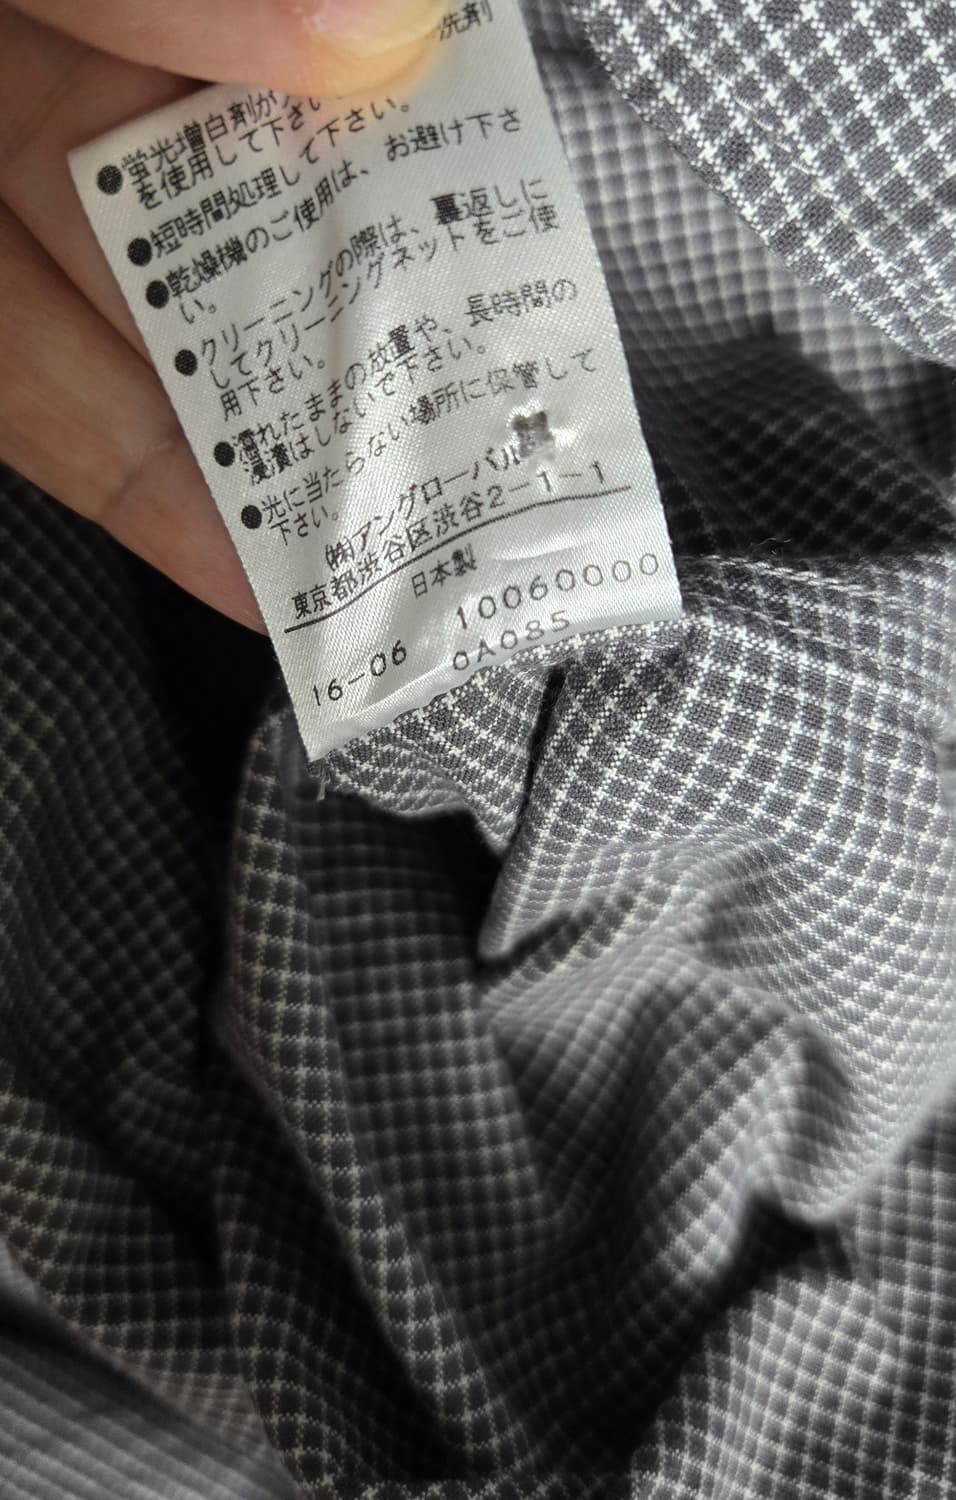 洗剤
●蛍光増白剤が
を使用して下さい。
●短時間処理して下さい。
●乾燥機のご使用は、お避け下さ
い。
●クリーニングの際は、裏返しに
してクリーニングネットをご使
用下さい。
●濡れたままの放置や、長時間の
浸漬はしないで下さい。
●光に当たらない場所に保管して
下さい。
㈱アングローバル
東京都渋谷区渋谷2-1-1
日本製
10060000
16-06 0A085